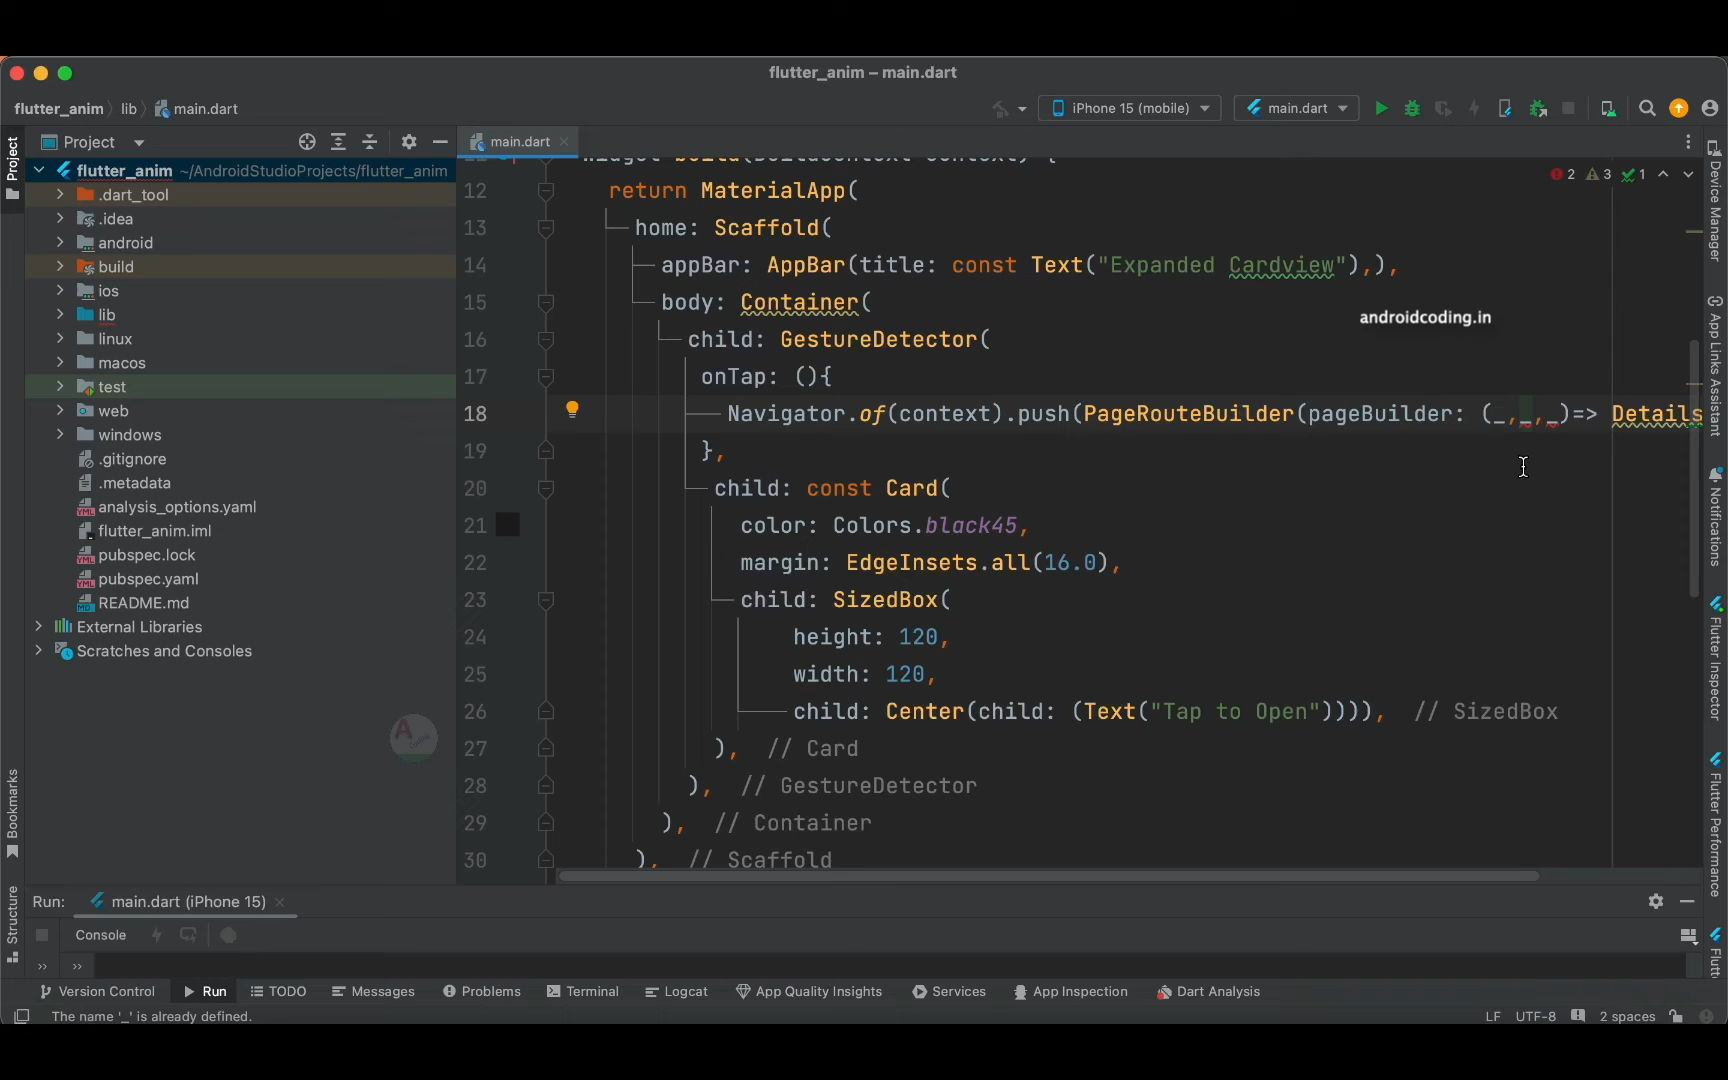 flutter_anim – main.dart
flutter_anim lib main.dart
iPhone 15 (mobile) main.dart
Project
Project
main.dart
flutter_anim ~/AndroidStudioProjects/flutter_anim
.dart_tool
.idea
android
build
ios
lib
linux
macos
test
web
windows
.gitignore
.metadata
analysis_options.yaml
flutter_anim.iml
pubspec.lock
pubspec.yaml
README.md
External Libraries
Scratches and Consoles
2 3 1
12 return MaterialApp(
13 home: Scaffold(
14 appBar: AppBar(title: const Text("Expanded Cardview"),),
15 body: Container(
androidcoding.in
16 child: GestureDetector(
17 onTap: (){
18 Navigator.of(context).push(PageRouteBuilder(pageBuilder: (_,_,_)=> Details
19 },
20 child: const Card(
21 color: Colors.black45,
22 margin: EdgeInsets.all(16.0),
23 child: SizedBox(
24 height: 120,
25 width: 120,
26 child: Center(child: (Text("Tap to Open")))), // SizedBox
27 ), // Card
28 ), // GestureDetector
29 ), // Container
30 ), // Scaffold
Device Manager
App Links Assistant
Notifications
Flutter Inspector
Flutter Performance
Flutt
Bookmarks
Structure
Run: main.dart (iPhone 15)
Console
Version Control Run TODO Messages Problems Terminal Logcat App Quality Insights Services App Inspection Dart Analysis
The name '_' is already defined.
LF UTF-8 2 spaces